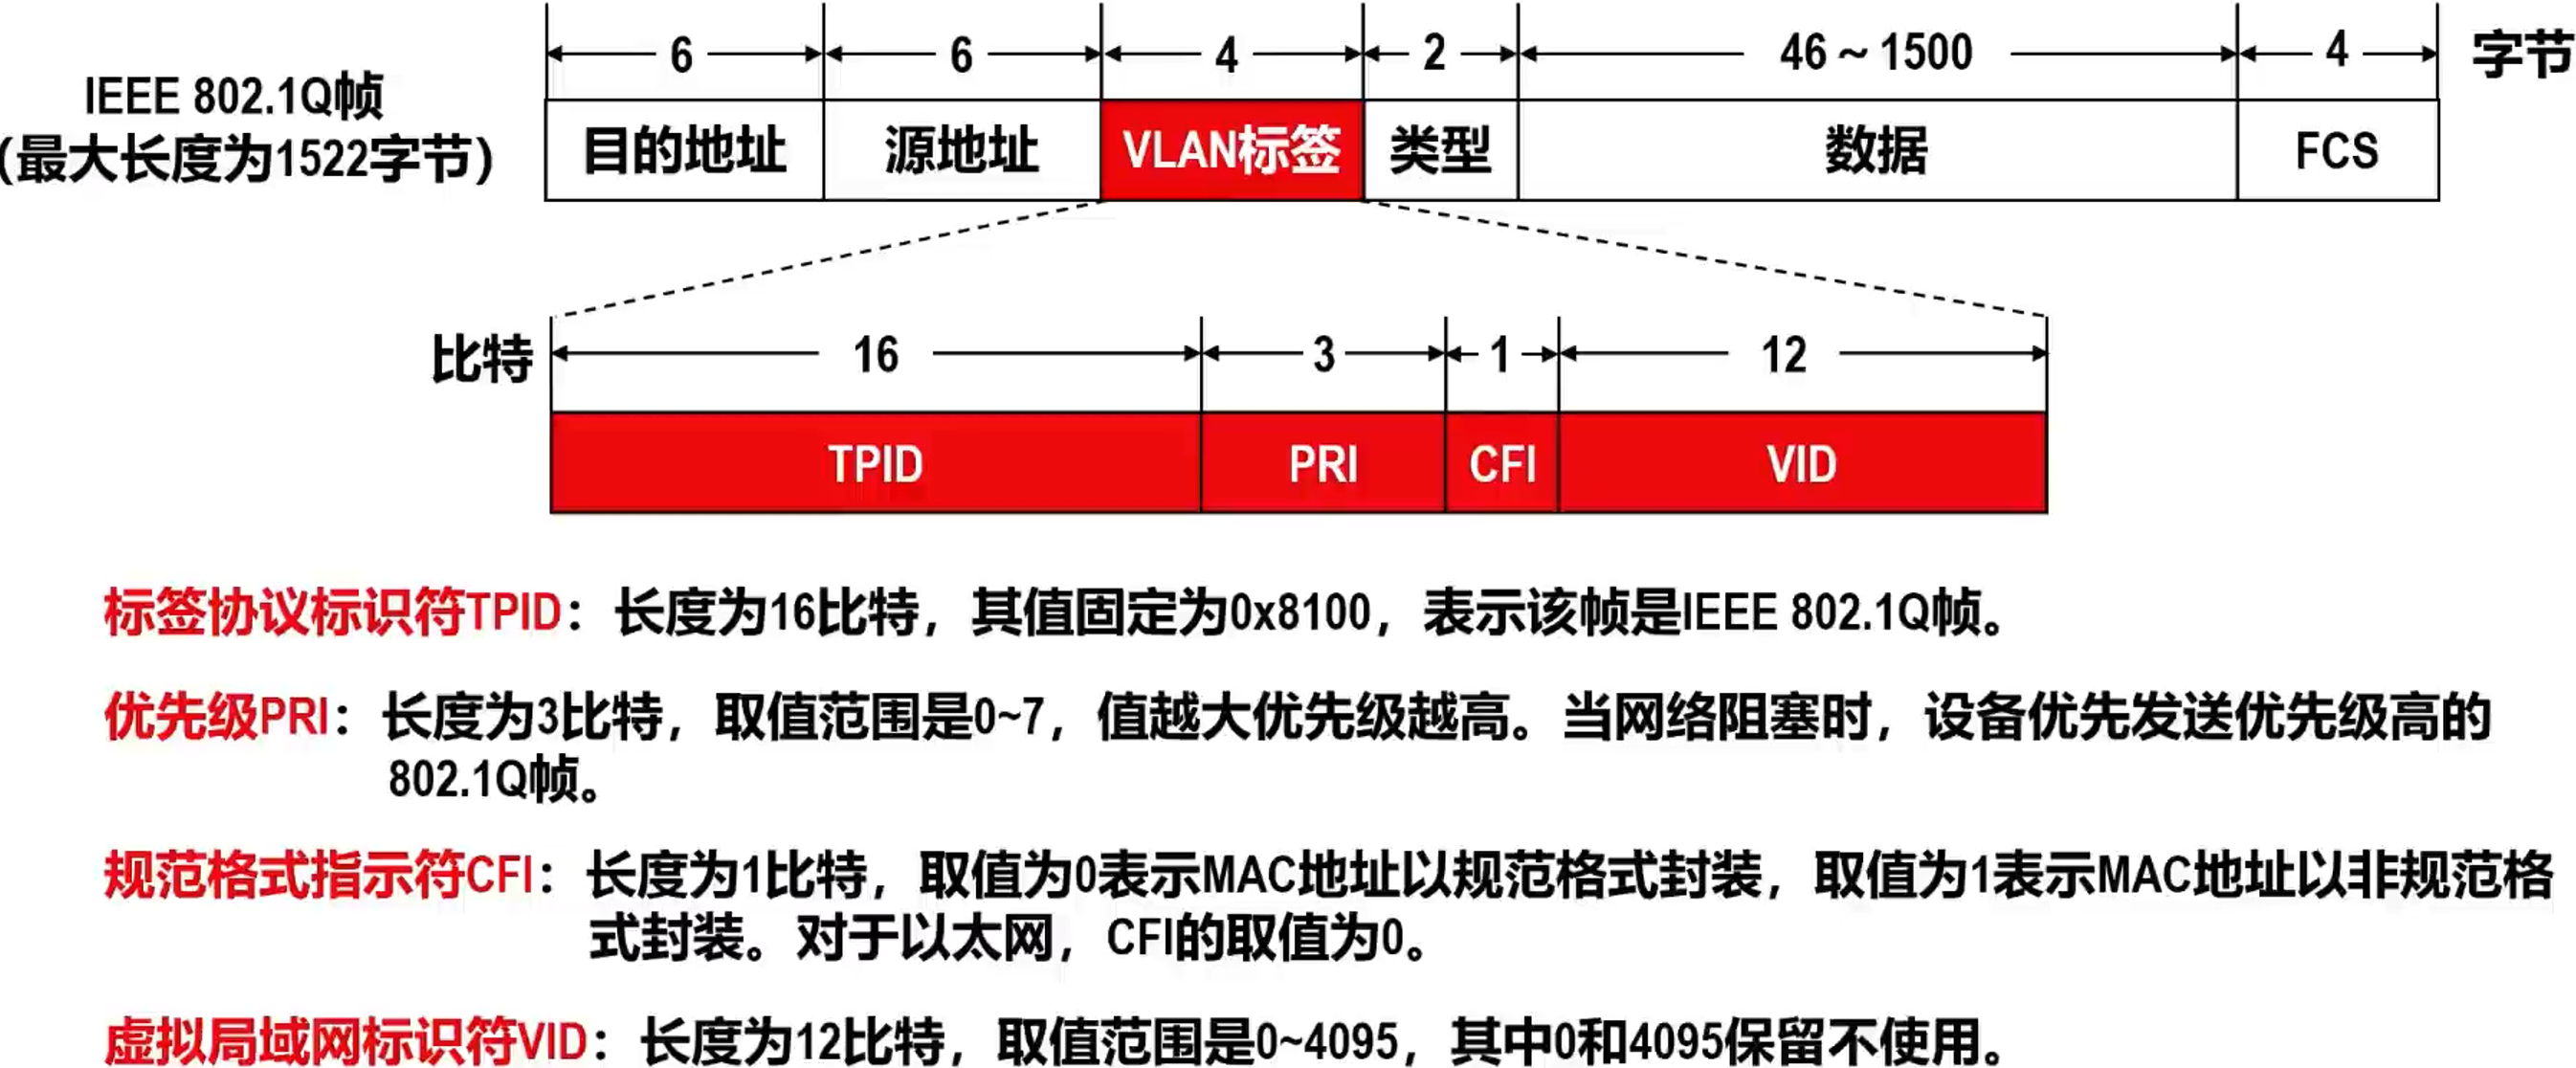 6 6 4 2 46～1500 4 字节
IEEE 802.1Q帧
（最大长度为1522字节）
目的地址 源地址 VLAN标签 类型 数据 FCS
比特 16 3 1 12
TPID PRI CFI VID
标签协议标识符TPID：长度为16比特，其值固定为0x8100，表示该帧是IEEE 802.1Q帧。
优先级PRI：长度为3比特，取值范围是0~7，值越大优先级越高。当网络阻塞时，设备优先发送优先级高的
802.1Q帧。
规范格式指示符CFI：长度为1比特，取值为0表示MAC地址以规范格式封装，取值为1表示MAC地址以非规范格
式封装。对于以太网，CFI的取值为0。
虚拟局域网标识符VID：长度为12比特，取值范围是0~4095，其中0和4095保留不使用。